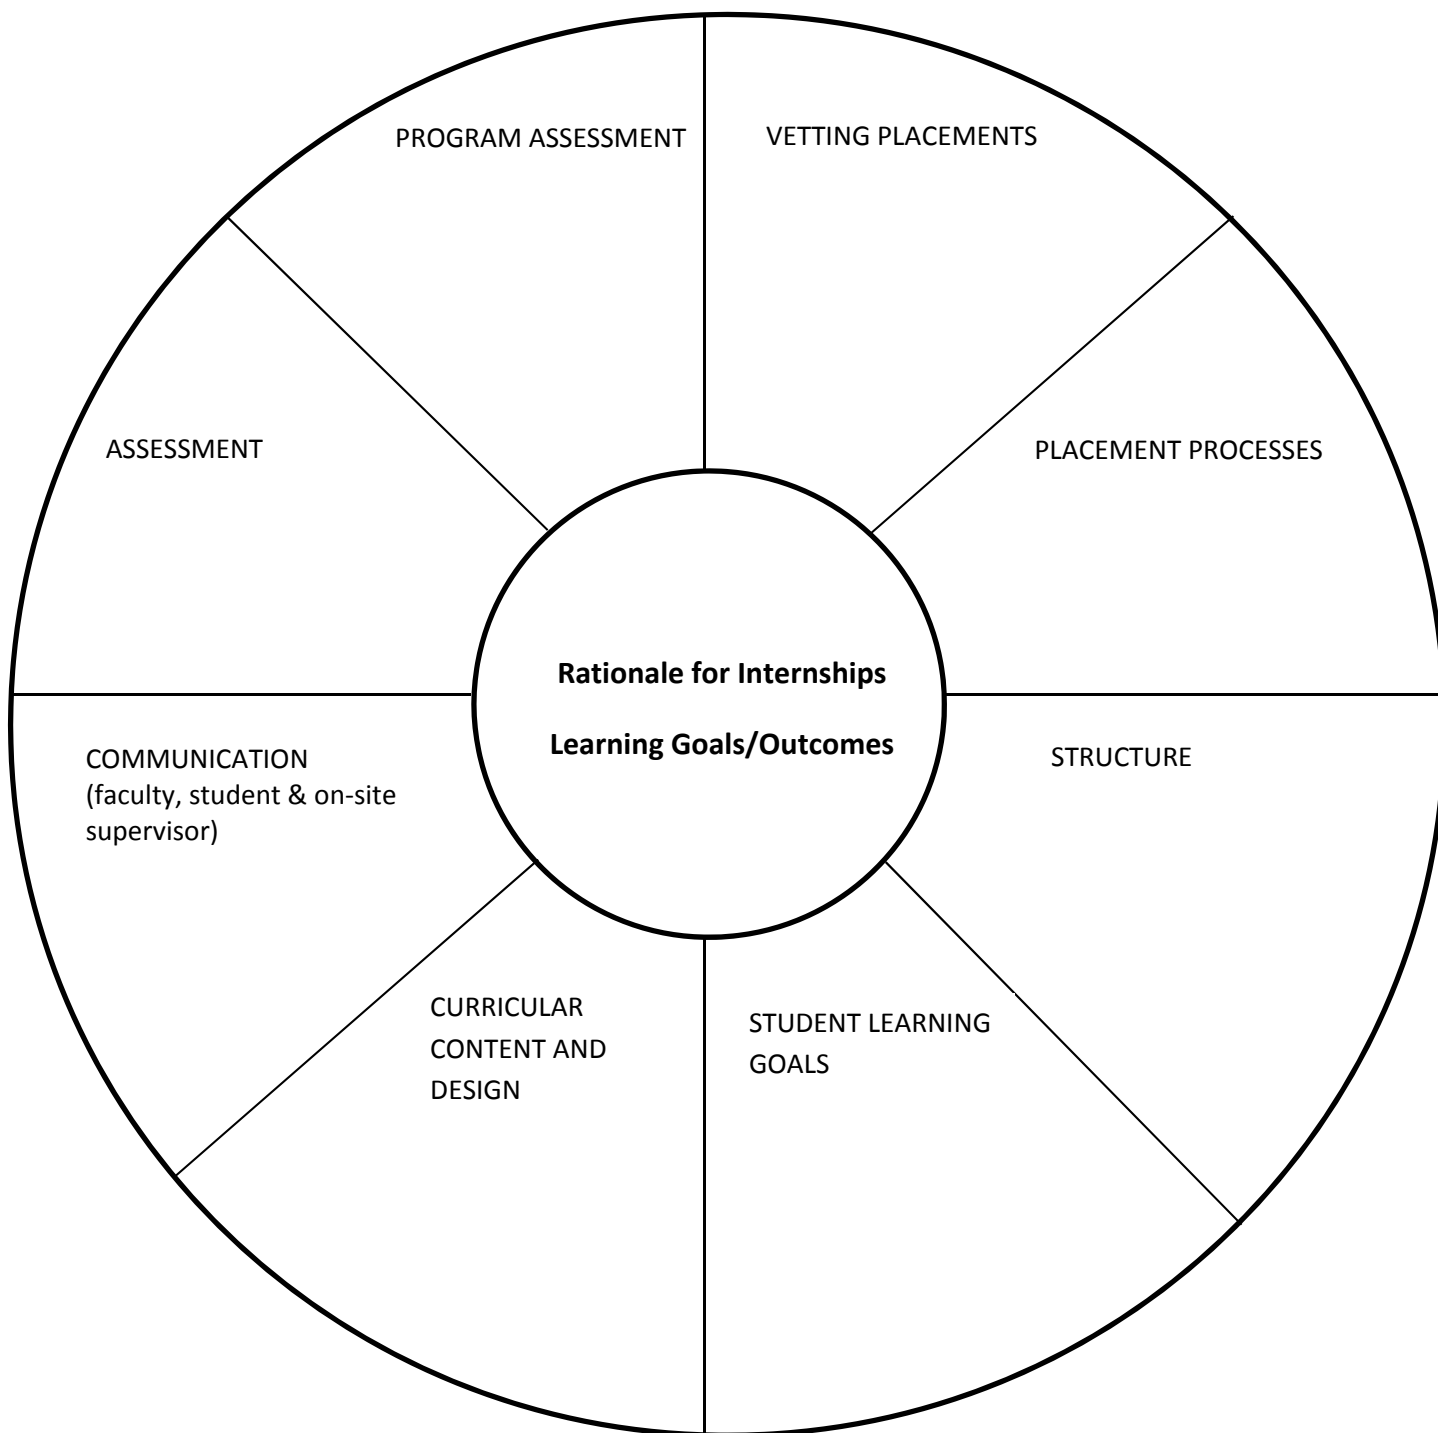 PROGRAM ASSESSMENT
VETTING PLACEMENTS
ASSESSMENT
PLACEMENT PROCESSES
Rationale for Internships
Learning Goals/Outcomes
COMMUNICATION
(faculty, student & on-site
supervisor)
STRUCTURE
CURRICULAR
CONTENT AND
DESIGN
STUDENT LEARNING
GOALS